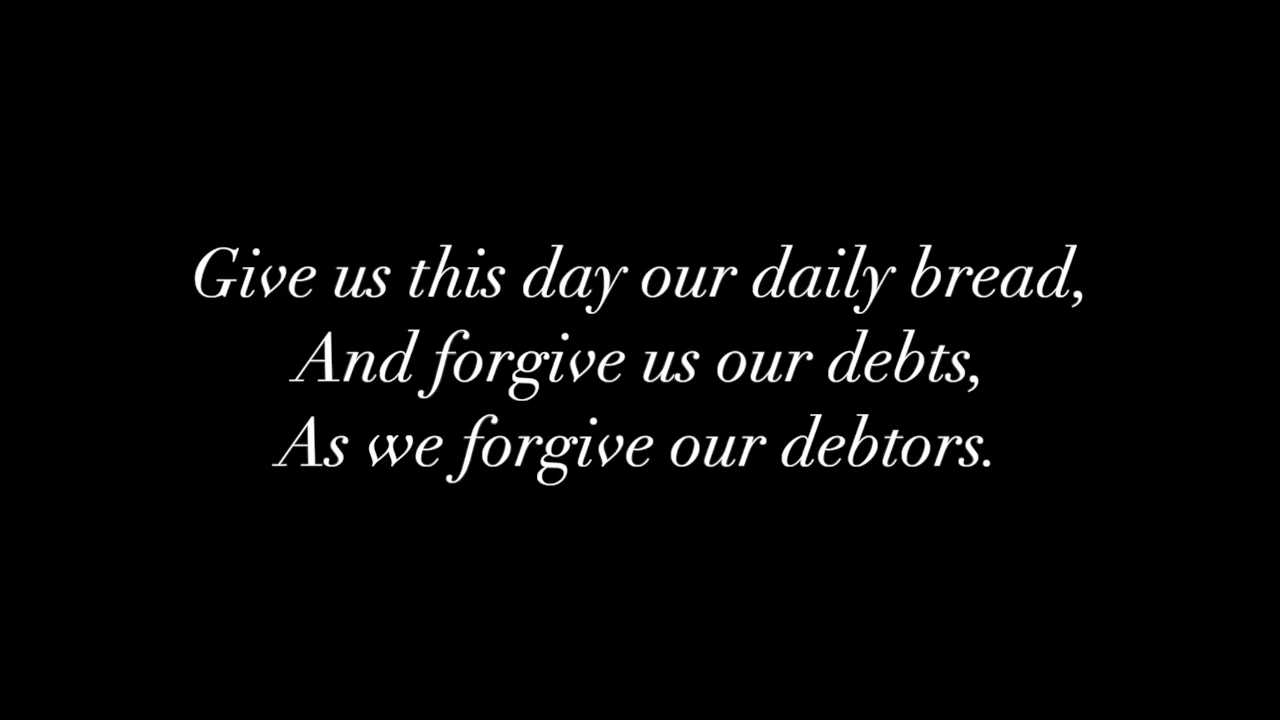 Give us this day our daily bread,
And forgive us our debts,
As we forgive our debtors.